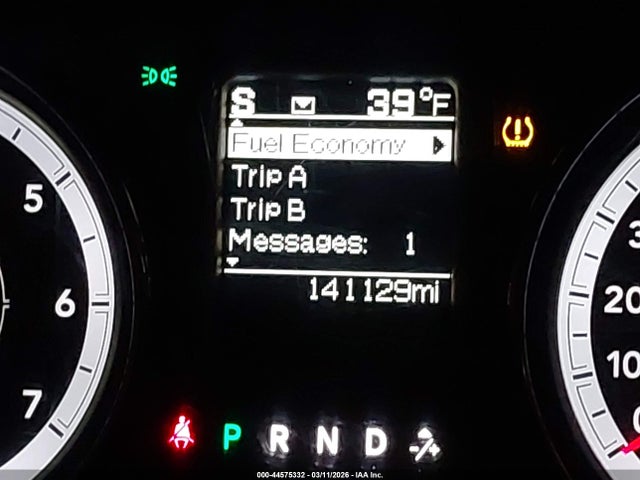 S 39°F
Fuel Economy
Trip A
Trip B
Messages: 1
141129mi
5
6
7
20
10
0
P R N D
000-44575332 - 03/11/2026 - IAA Inc.